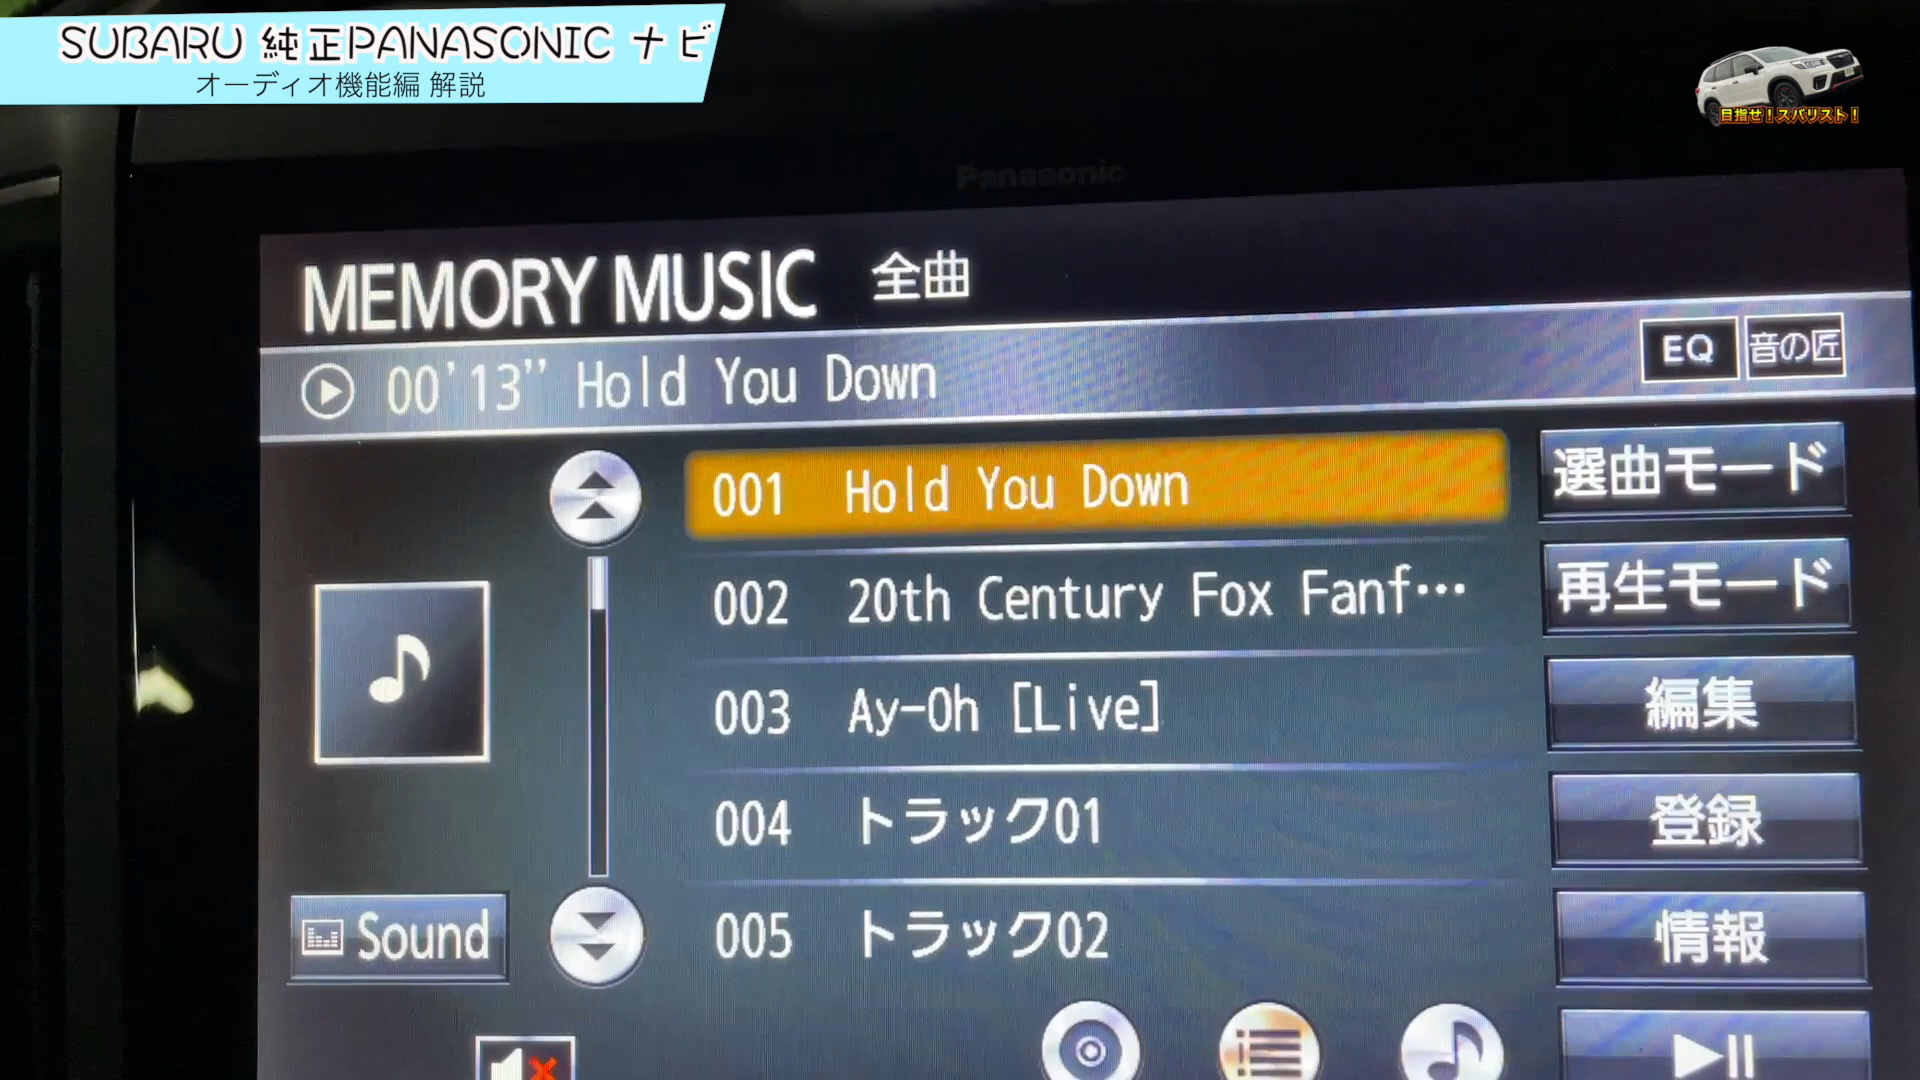 SUBARU 純正PANASONIC ナビ
オーディオ機能編 解説
目指せ！スバリスト！
Panasonic
MEMORY MUSIC 全曲
00'13" Hold You Down
EQ 音の匠
001 Hold You Down
選曲モード
002 20th Century Fox Fanf…
再生モード
003 Ay-Oh [Live]
編集
004 トラック01
登録
005 トラック02
情報
Sound